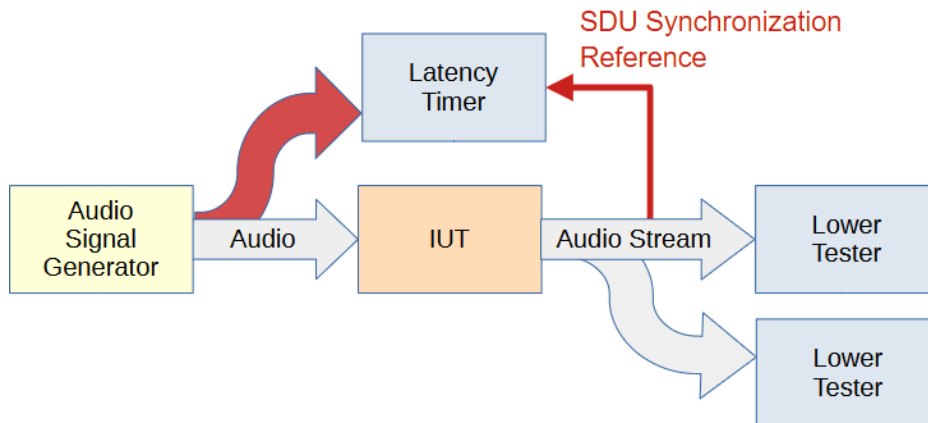 SDU Synchronization
Reference
Latency
Timer
Audio
Signal
Generator
Audio
IUT
Audio Stream
Lower
Tester
Lower
Tester